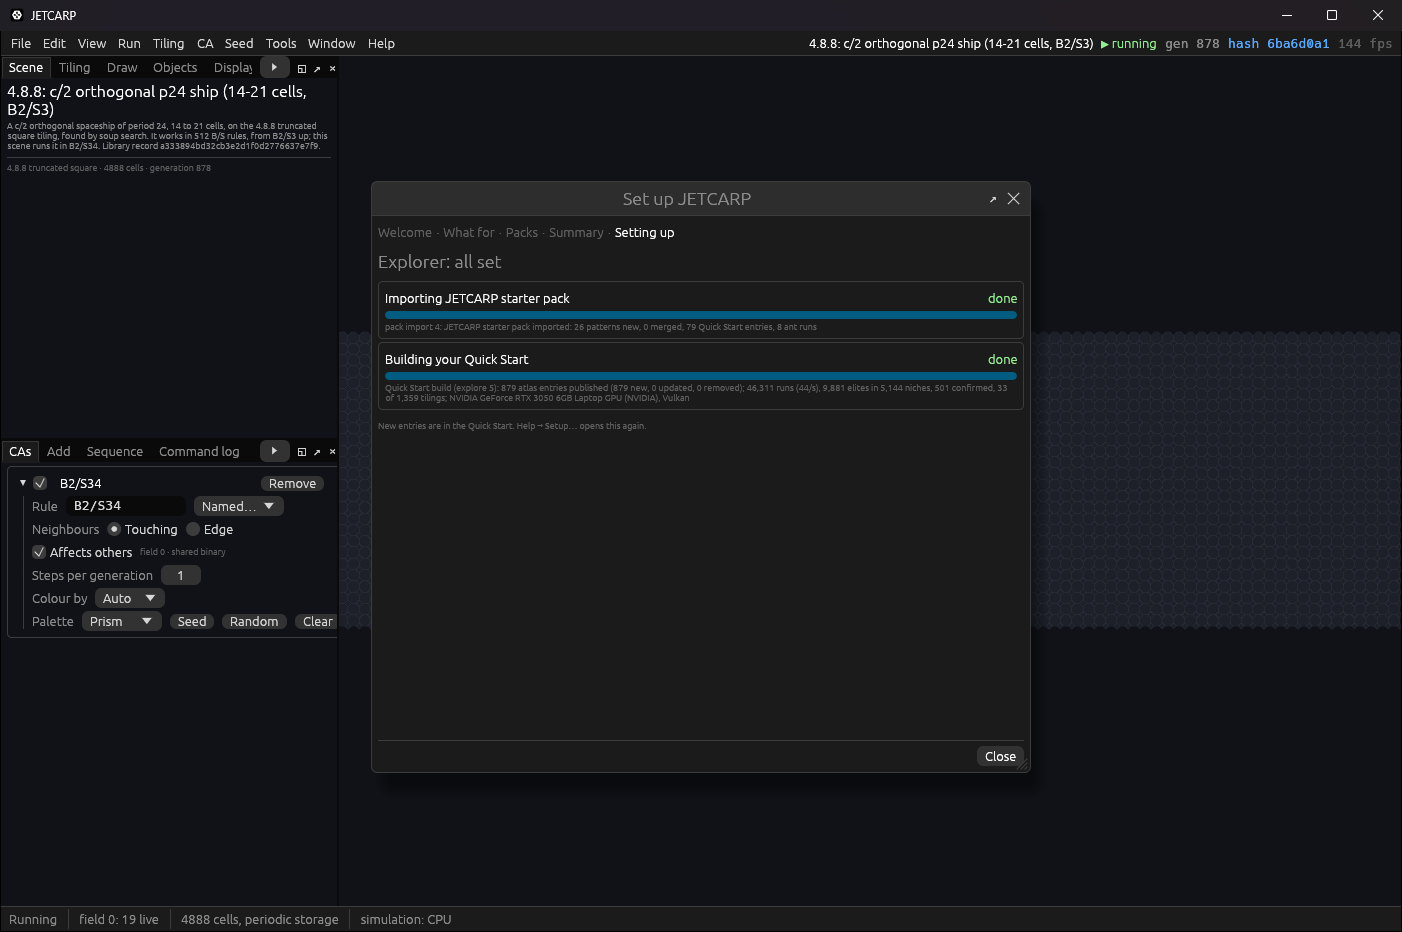 JETCARP
File Edit View Run Tiling CA Seed Tools Window Help
4.8.8: c/2 orthogonal p24 ship (14-21 cells, B2/S3) running gen 878 hash 6ba6d0a1 144 fps
Scene Tiling Draw Objects Display
4.8.8: c/2 orthogonal p24 ship (14-21 cells,
B2/S3)
A c/2 orthogonal spaceship of period 24, 14 to 21 cells, on the 4.8.8 truncated
square tiling, found by soup search. It works in 512 B/S rules, from B2/S3 up; this
scene runs it in B2/S34. Library record a333894bd32cb3e2d1f0d2776637e7f9.
4.8.8 truncated square · 4888 cells · generation 878
Set up JETCARP
Welcome · What for · Packs · Summary · Setting up
Explorer: all set
Importing JETCARP starter pack done
pack import 4: JETCARP starter pack imported: 26 patterns new, 0 merged, 79 Quick Start entries, 8 ant runs
Building your Quick Start done
Quick Start build (explore 5): 879 atlas entries published (879 new, 0 updated, 0 removed); 46,311 runs (44/s), 9,881 elites in 5,144 niches, 501 confirmed, 33
of 1,359 tilings; NVIDIA GeForce RTX 3050 6GB Laptop GPU (NVIDIA), Vulkan
New entries are in the Quick Start. Help → Setup... opens this again.
Close
CAs Add Sequence Command log
B2/S34 Remove
Rule B2/S34 Named...
Neighbours Touching Edge
Affects others field 0 · shared binary
Steps per generation 1
Colour by Auto
Palette Prism Seed Random Clear
Running field 0: 19 live 4888 cells, periodic storage simulation: CPU